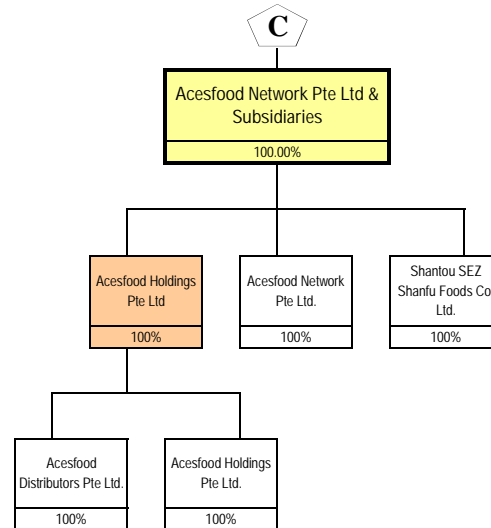 C
Acesfood Network Pte Ltd &
Subsidiaries
100.00%
Acesfood Holdings
Pte Ltd
100%
Acesfood Network
Pte Ltd.
100%
Shantou SEZ
Shanfu Foods Co
Ltd.
100%
Acesfood
Distributors Pte Ltd.
100%
Acesfood Holdings
Pte Ltd.
100%